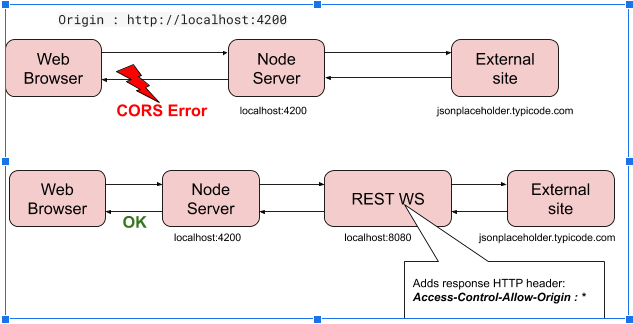 Origin : http://localhost:4200
Web
Browser
Node
Server
External
site
CORS Error
localhost:4200
jsonplaceholder.typicode.com
Web
Browser
Node
Server
REST WS
External
site
OK
localhost:4200
localhost:8080
jsonplaceholder.typicode.com
Adds response HTTP header:
Access-Control-Allow-Origin : *